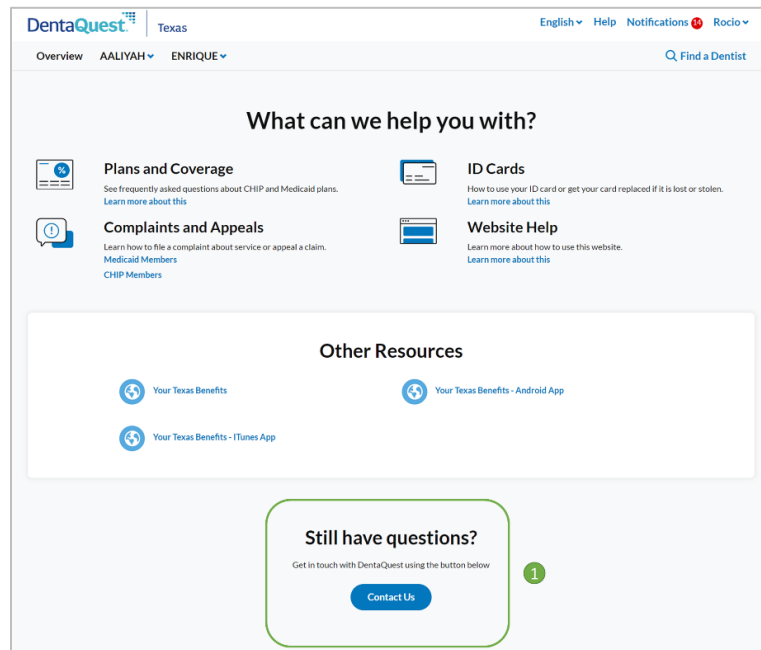 DentaQuest Texas English Help Notifications 14 Rocio
Overview AALIYAH ENRIQUE Find a Dentist
What can we help you with?
%
Plans and Coverage
See frequently asked questions about CHIP and Medicaid plans.
Learn more about this
ID Cards
How to use your ID card or get your card replaced if it is lost or stolen.
Learn more about this
!
Complaints and Appeals
Learn how to file a complaint about service or appeal a claim.
Medicaid Members
CHIP Members
Website Help
Learn more about how to use this website.
Learn more about this
Other Resources
Your Texas Benefits
Your Texas Benefits - Android App
Your Texas Benefits - ITunes App
Still have questions?
Get in touch with DentaQuest using the button below
Contact Us
1